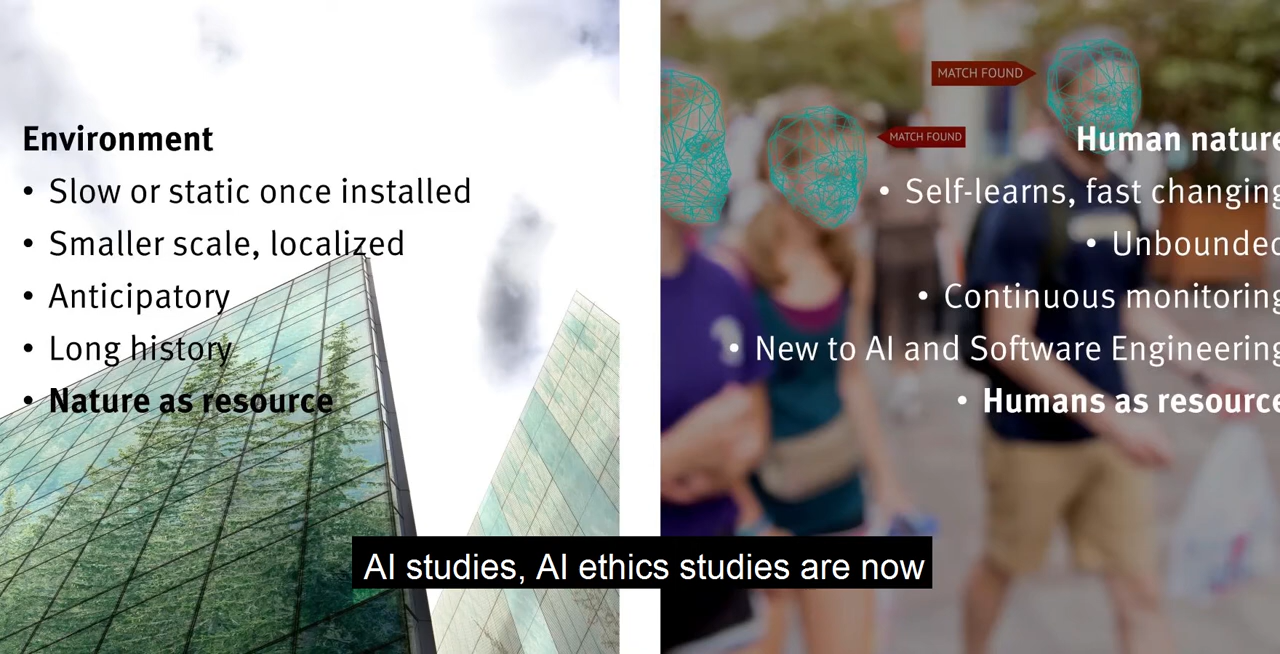 Environment
• Slow or static once installed
• Smaller scale, localized
• Anticipatory
• Long history
• Nature as resource
MATCH FOUND
MATCH FOUND
Human nature
• Self-learns, fast changing
• Unbounded
• Continuous monitoring
• New to AI and Software Engineering
• Humans as resource
AI studies, AI ethics studies are now